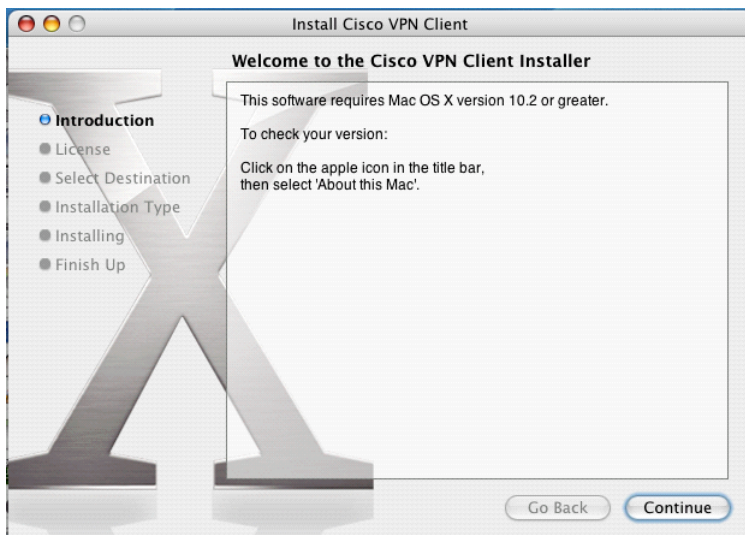 Install Cisco VPN Client
Welcome to the Cisco VPN Client Installer
Introduction
License
Select Destination
Installation Type
Installing
Finish Up
This software requires Mac OS X version 10.2 or greater.
To check your version:
Click on the apple icon in the title bar,
then select 'About this Mac'.
Go Back
Continue